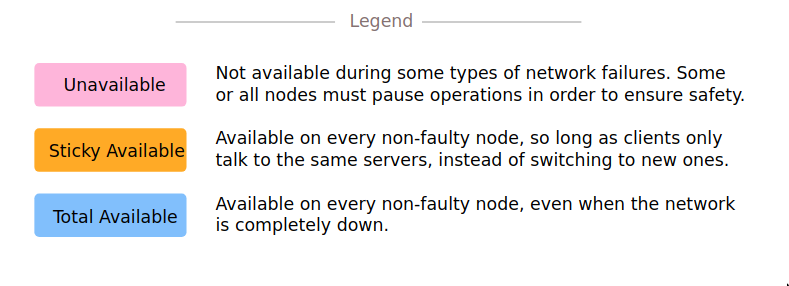 Legend
Unavailable
Not available during some types of network failures. Some
or all nodes must pause operations in order to ensure safety.
Sticky Available
Available on every non-faulty node, so long as clients only
talk to the same servers, instead of switching to new ones.
Total Available
Available on every non-faulty node, even when the network
is completely down.